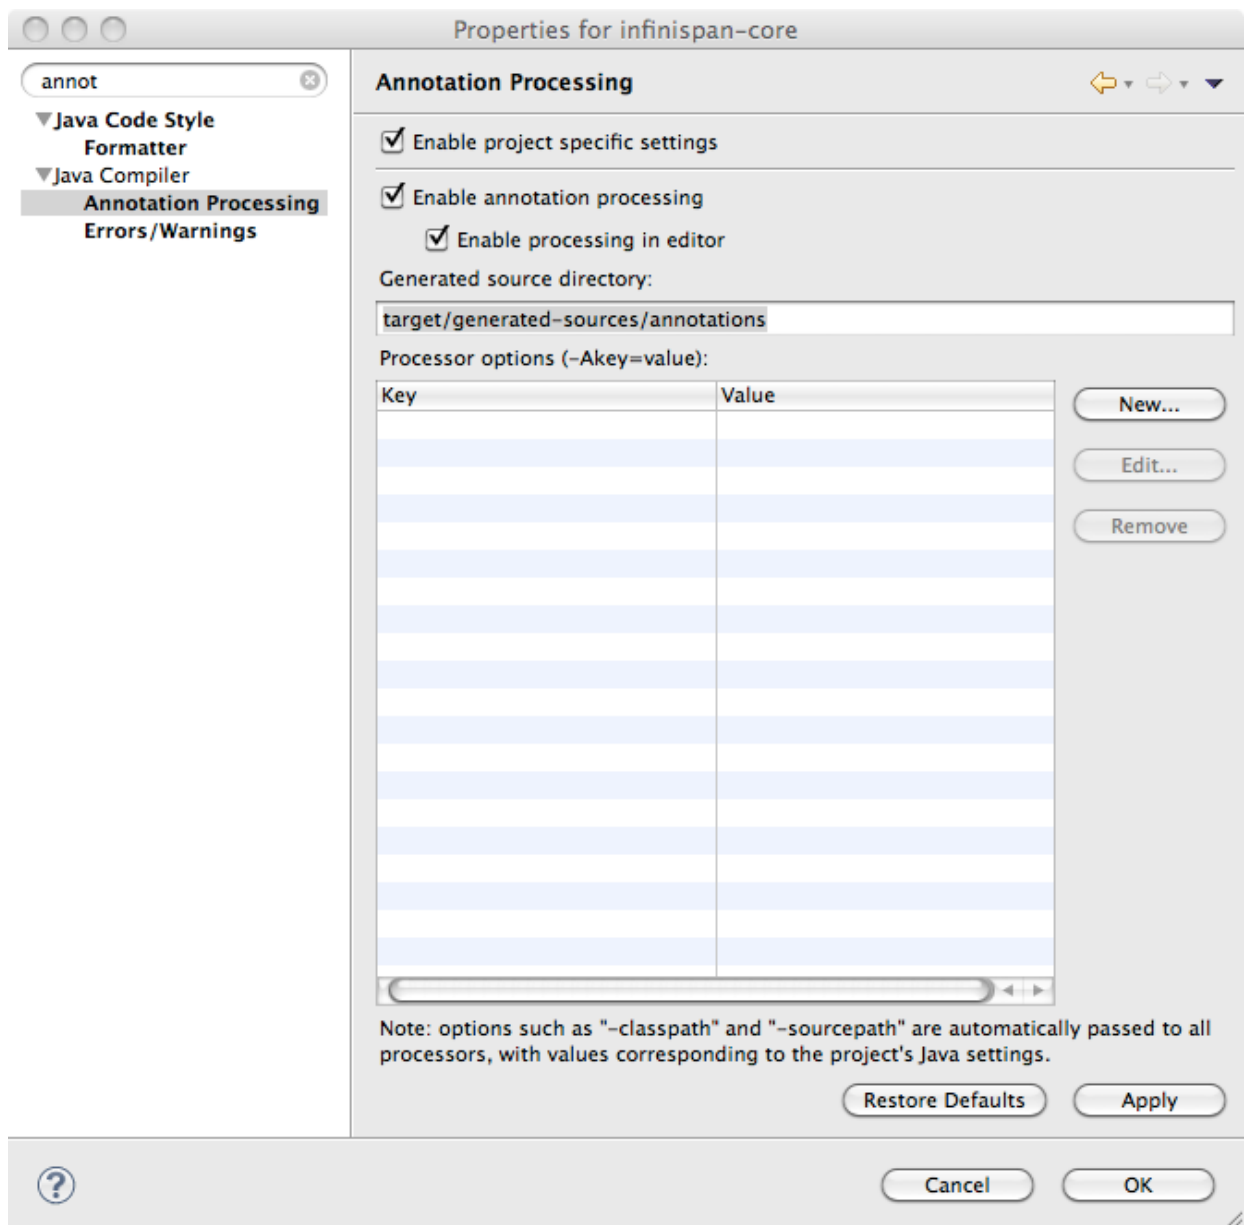 Properties for infinispan-core
annot
Java Code Style
Formatter
Java Compiler
Annotation Processing
Errors/Warnings
Annotation Processing
Enable project specific settings
Enable annotation processing
Enable processing in editor
Generated source directory:
target/generated-sources/annotations
Processor options (-Akey=value):
Key Value
New...
Edit...
Remove
Note: options such as "-classpath" and "-sourcepath" are automatically passed to all
processors, with values corresponding to the project's Java settings.
Restore Defaults Apply
? Cancel OK